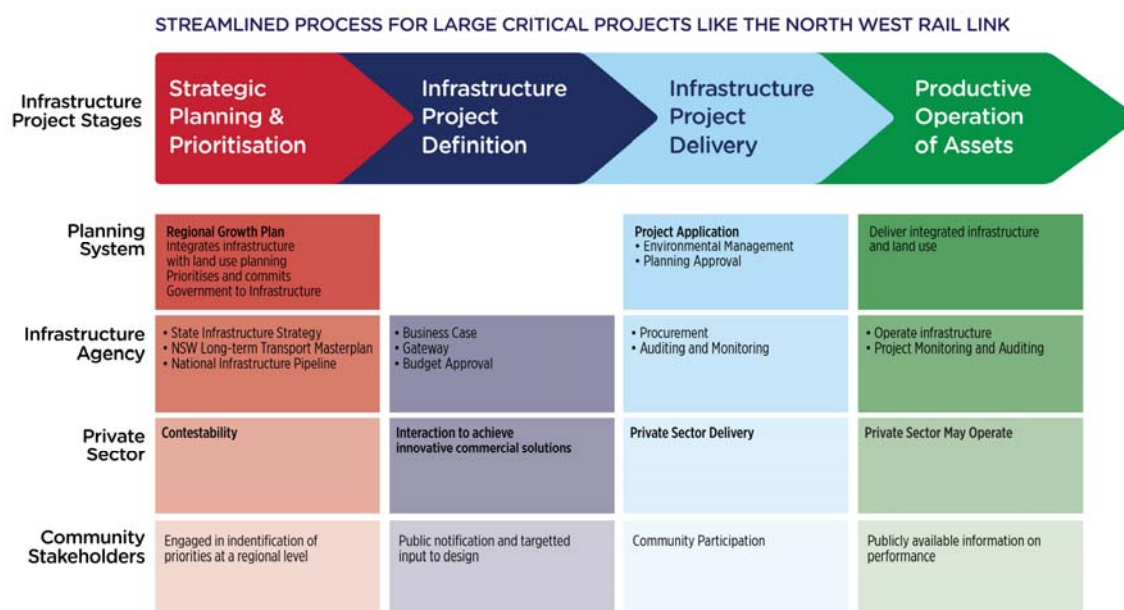 STREAMLINED PROCESS FOR LARGE CRITICAL PROJECTS LIKE THE NORTH WEST RAIL LINK
Infrastructure
Project Stages
Strategic
Planning &
Prioritisation
Infrastructure
Project
Definition
Infrastructure
Project
Delivery
Productive
Operation
of Assets
Planning
System
Regional Growth Plan
Integrates infrastructure
with land use planning
Prioritises and commits
Government to Infrastructure
Project Application
• Environmental Management
• Planning Approval
Deliver integrated infrastructure
and land use
Infrastructure
Agency
• State Infrastructure Strategy
• NSW Long-term Transport Masterplan
• National Infrastructure Pipeline
• Business Case
• Gateway
• Budget Approval
• Procurement
• Auditing and Monitoring
• Operate infrastructure
• Project Monitoring and Auditing
Private
Sector
Contestability
Interaction to achieve
innovative commercial solutions
Private Sector Delivery
Private Sector May Operate
Community
Stakeholders
Engaged in indentification of
priorities at a regional level
Public notification and targetted
input to design
Community Participation
Publicly available information on
performance